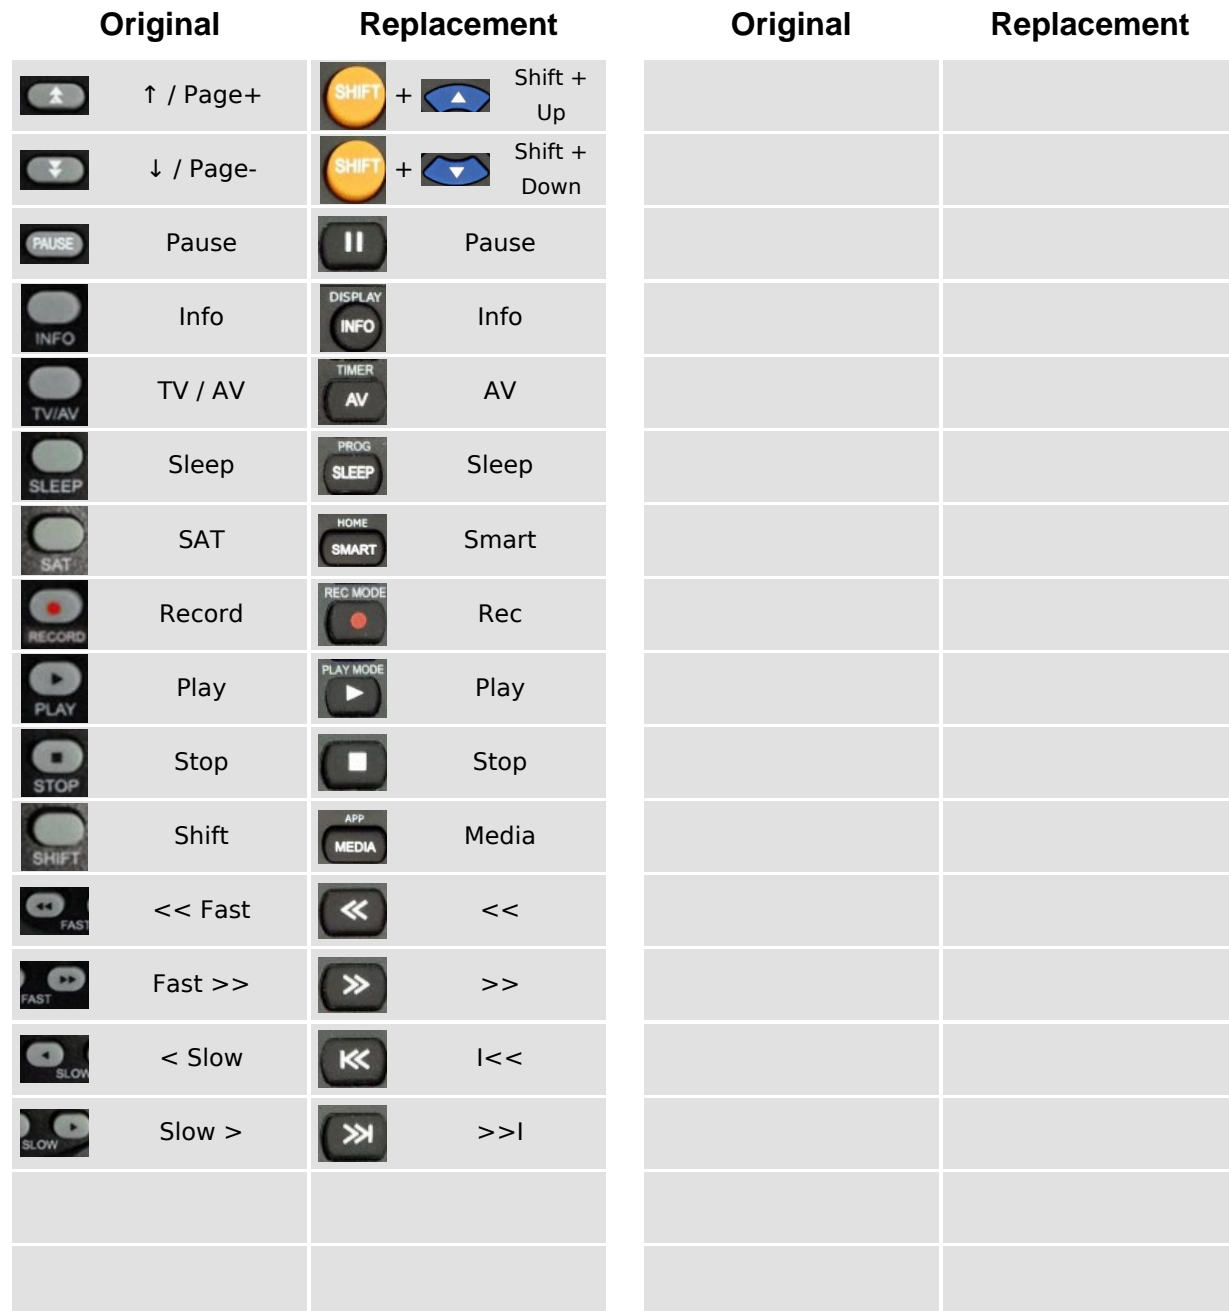 Original Replacement Original Replacement
↑ / Page+ SHIFT + Shift + Up
↓ / Page- SHIFT + Shift + Down
PAUSE Pause Pause
INFO Info DISPLAY INFO Info
TV/AV TV / AV TIMER AV AV
SLEEP Sleep PROG SLEEP Sleep
SAT SAT HOME SMART Smart
RECORD Record REC MODE Rec
PLAY Play PLAY MODE Play
STOP Stop Stop
SHIFT Shift APP MEDIA Media
FAST << Fast <<
FAST Fast >> >>
SLOW < Slow I<<
SLOW Slow > >>I